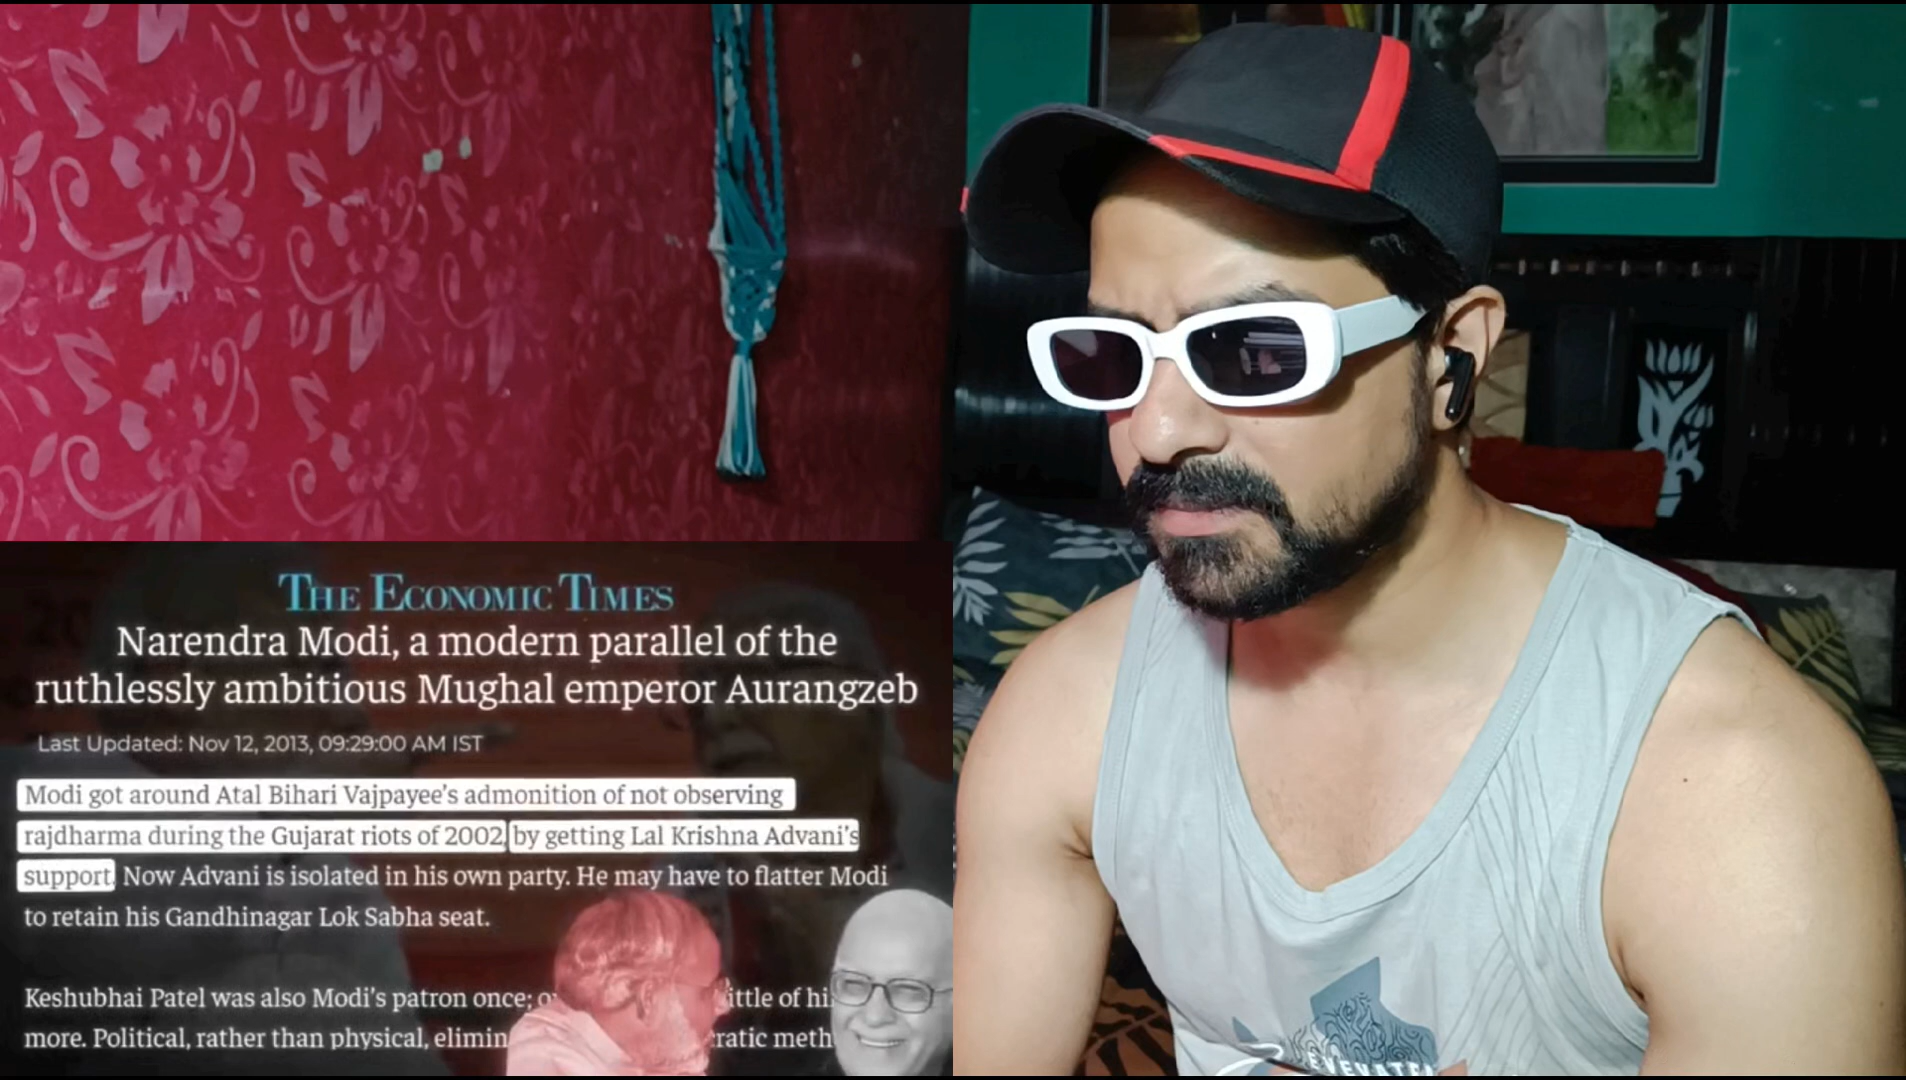 THE ECONOMIC TIMES
Narendra Modi, a modern parallel of the
ruthlessly ambitious Mughal emperor Aurangzeb
Last Updated: Nov 12, 2013, 09:29:00 AM IST
Modi got around Atal Bihari Vajpayee's admonition of not observing
rajdharma during the Gujarat riots of 2002, by getting Lal Krishna Advani's
support. Now Advani is isolated in his own party. He may have to flatter Modi
to retain his Gandhinagar Lok Sabha seat.
Keshubhai Patel was also Modi's patron once;
more. Political, rather than physical,